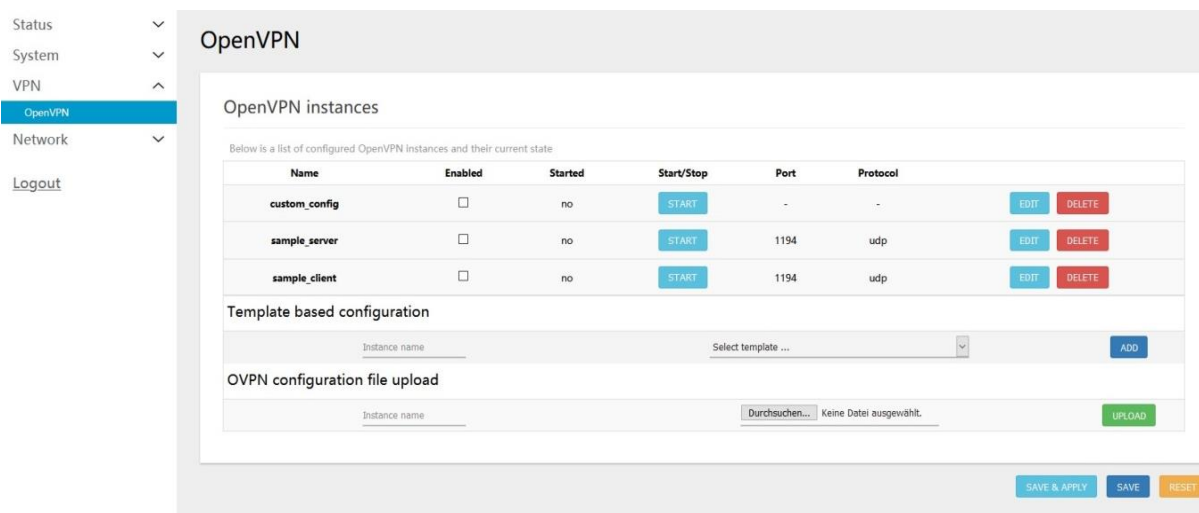 Status
System
VPN
OpenVPN
Network
Logout
OpenVPN
OpenVPN instances
Below is a list of configured OpenVPN instances and their current state
Name Enabled Started Start/Stop Port Protocol
custom_config no START - - EDIT DELETE
sample_server no START 1194 udp EDIT DELETE
sample_client no START 1194 udp EDIT DELETE
Template based configuration
Instance name Select template ... ADD
OVPN configuration file upload
Instance name Durchsuchen... Keine Datei ausgewählt. UPLOAD
SAVE & APPLY SAVE RESET